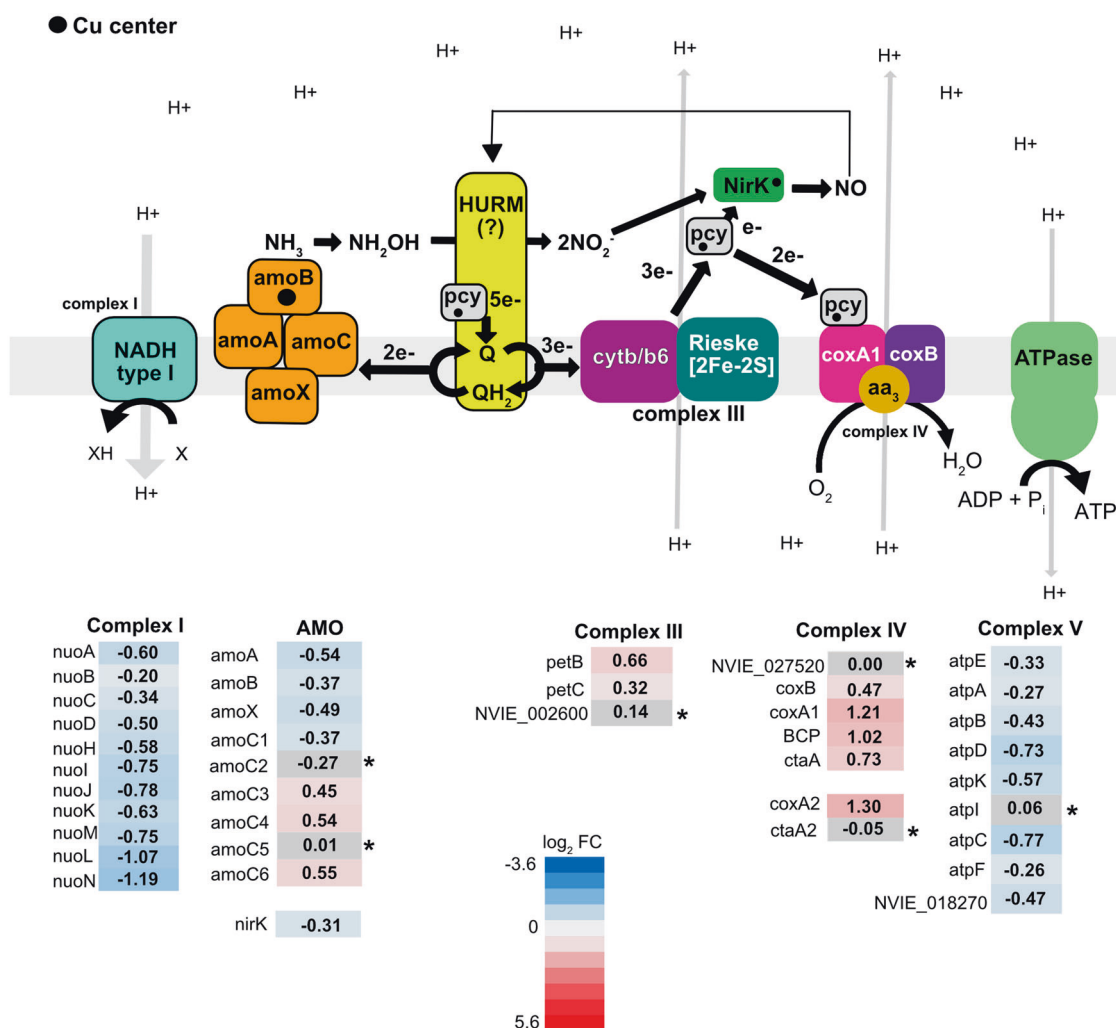 Cu center
H+
H+
H+
H+
H+
H+
H+
H+
H+
H+
H+
HURM
(?)
NirK
NO
NH3
NH2OH
2NO2-
pcy
e-
3e-
2e-
complex I
amoB
pcy
5e-
pcy
NADH
type I
amoA
amoC
2e-
Q
3e-
cytb/b6
Rieske
[2Fe-2S]
coxA1
coxB
ATPase
QH2
amoX
aa3
complex III
complex IV
XH
X
H+
O2
H2O
ADP + Pi
ATP
H+
H+
H+
H+
Complex I
nuoA -0.60
nuoB -0.20
nuoC -0.34
nuoD -0.50
nuoH -0.58
nuoI -0.75
nuoJ -0.78
nuoK -0.63
nuoM -0.75
nuoL -1.07
nuoN -1.19
AMO
amoA -0.54
amoB -0.37
amoX -0.49
amoC1 -0.37
amoC2 -0.27 *
amoC3 0.45
amoC4 0.54
amoC5 0.01 *
amoC6 0.55
nirK -0.31
Complex III
petB 0.66
petC 0.32
NVIE_002600 0.14 *
Complex IV
NVIE_027520 0.00 *
coxB 0.47
coxA1 1.21
BCP 1.02
ctaA 0.73
coxA2 1.30
ctaA2 -0.05 *
Complex V
atpE -0.33
atpA -0.27
atpB -0.43
atpD -0.73
atpK -0.57
atpI 0.06 *
atpC -0.77
atpF -0.26
NVIE_018270 -0.47
log2 FC
-3.6
0
5.6